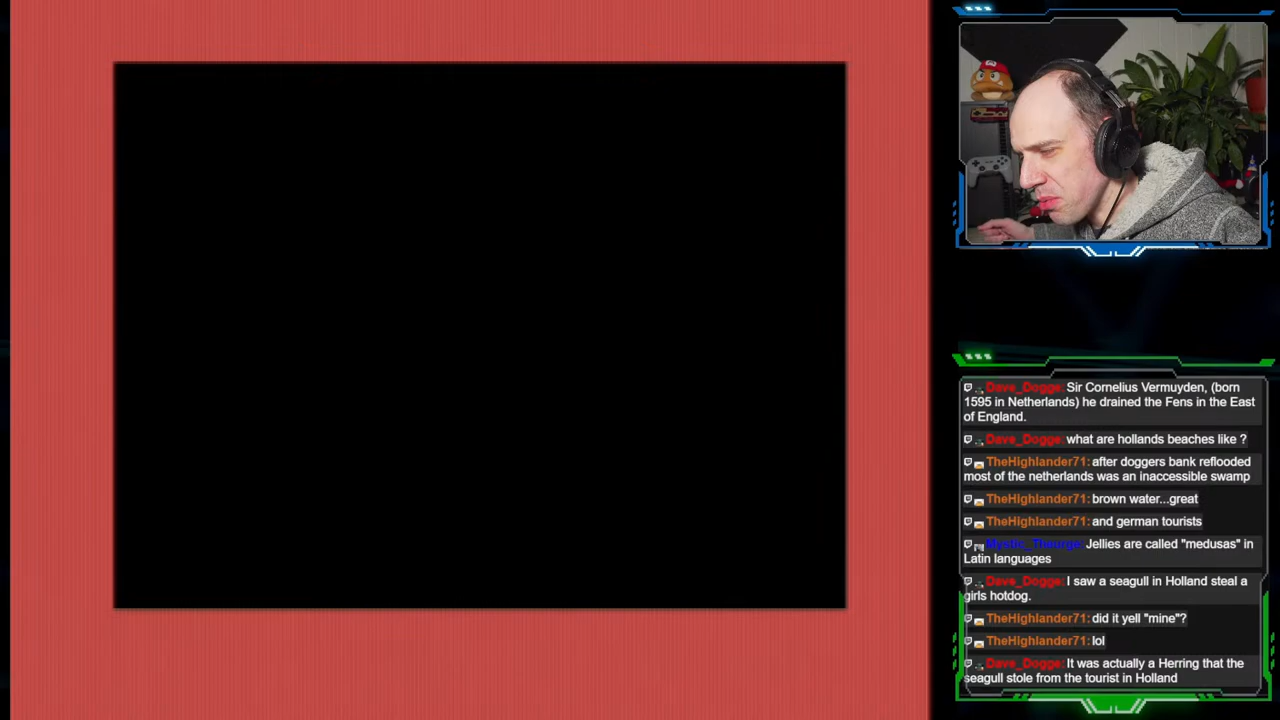 Dave_Dogge: Sir Cornelius Vermuyden, (born
1595 in Netherlands) he drained the Fens in the East
of England.
Dave_Dogge: what are hollands beaches like ?
TheHighlander71: after doggers bank reflooded
most of the netherlands was an inaccessible swamp
TheHighlander71: brown water...great
TheHighlander71: and german tourists
Mystic_Theurge: Jellies are called "medusas" in
Latin languages
Dave_Dogge: I saw a seagull in Holland steal a
girls hotdog.
TheHighlander71: did it yell "mine"?
TheHighlander71: lol
Dave_Dogge: It was actually a Herring that the
seagull stole from the tourist in Holland